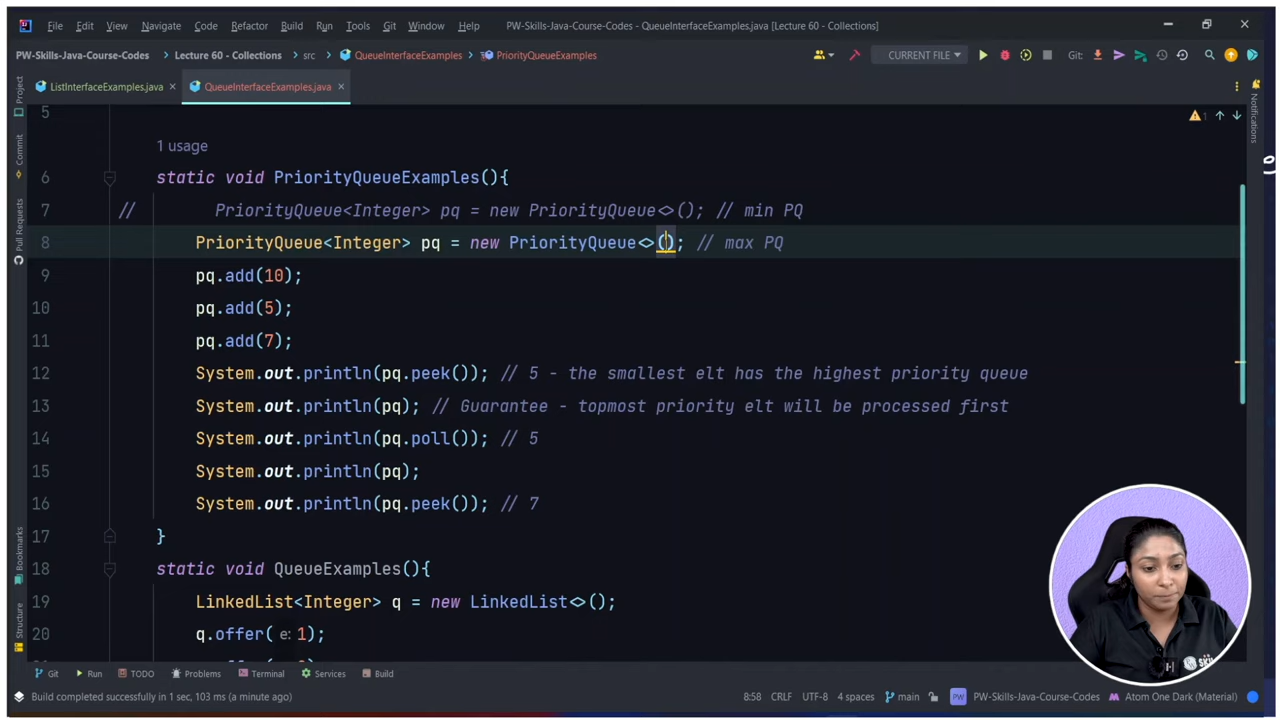 File Edit View Navigate Code Refactor Build Run Tools Git Window Help PW-Skills-Java-Course-Codes - QueueInterfaceExamples.java [Lecture 60 - Collections]
PW-Skills-Java-Course-Codes Lecture 60 - Collections src QueueInterfaceExamples PriorityQueueExamples CURRENT FILE Git:
ListInterfaceExamples.java QueueInterfaceExamples.java
Project
Commit
Pull Requests
Bookmarks
Structure
Notifications
1
5
1 usage
6 static void PriorityQueueExamples(){
7 // PriorityQueue<Integer> pq = new PriorityQueue<>(); // min PQ
8 PriorityQueue<Integer> pq = new PriorityQueue<>(); // max PQ
9 pq.add(10);
10 pq.add(5);
11 pq.add(7);
12 System.out.println(pq.peek()); // 5 - the smallest elt has the highest priority queue
13 System.out.println(pq); // Guarantee - topmost priority elt will be processed first
14 System.out.println(pq.poll()); // 5
15 System.out.println(pq);
16 System.out.println(pq.peek()); // 7
17 }
18 static void QueueExamples(){
19 LinkedList<Integer> q = new LinkedList<>();
20 q.offer( e: 1);
Git Run TODO Problems Terminal Services Build
Build completed successfully in 1 sec, 103 ms (a minute ago) 8:58 CRLF UTF-8 4 spaces main PW PW-Skills-Java-Course-Codes Atom One Dark (Material)